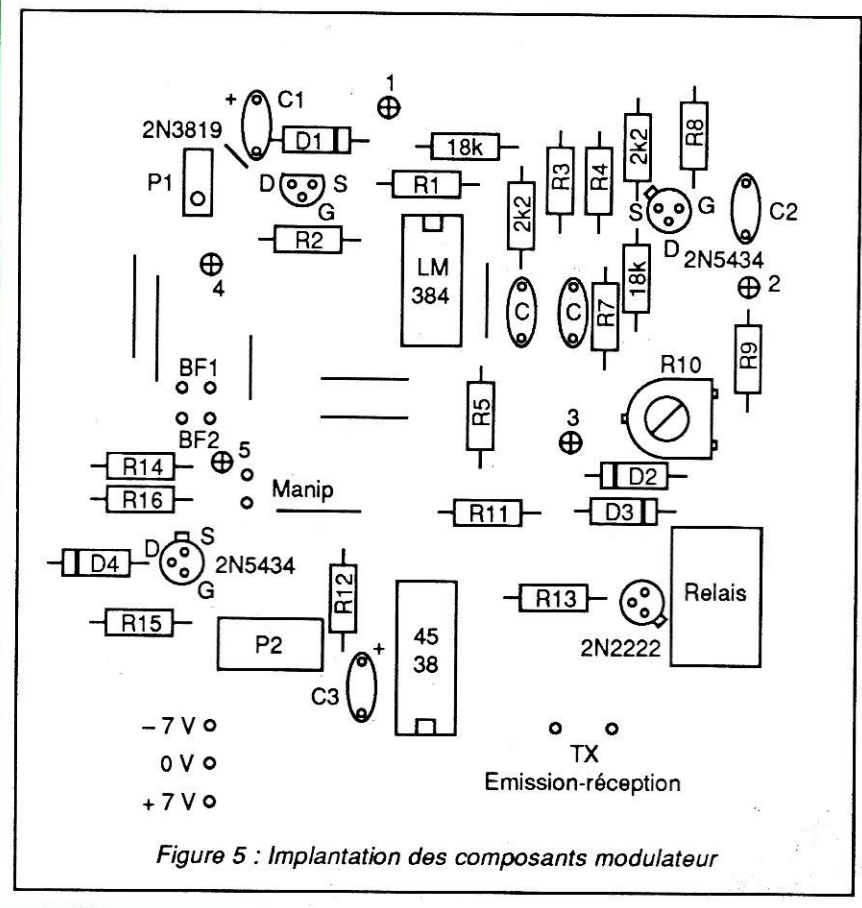 1
+ C1
2N3819
D1
P1
D S
G
18k
R1
R2
2k2
R3
R4
2k2
R8
S G
D
2N5434
C2
LM
384
4
C
C
R7
18k
2
R9
BF1
BF2
R5
3
R10
5
R14
R16
Manip
D2
D3
R11
D S
G
D4
2N5434
R15
P2
R12
C3
+
45
38
R13
2N2222
Relais
– 7 V
0 V
+ 7 V
TX
Emission-réception
Figure 5 : Implantation des composants modulateur